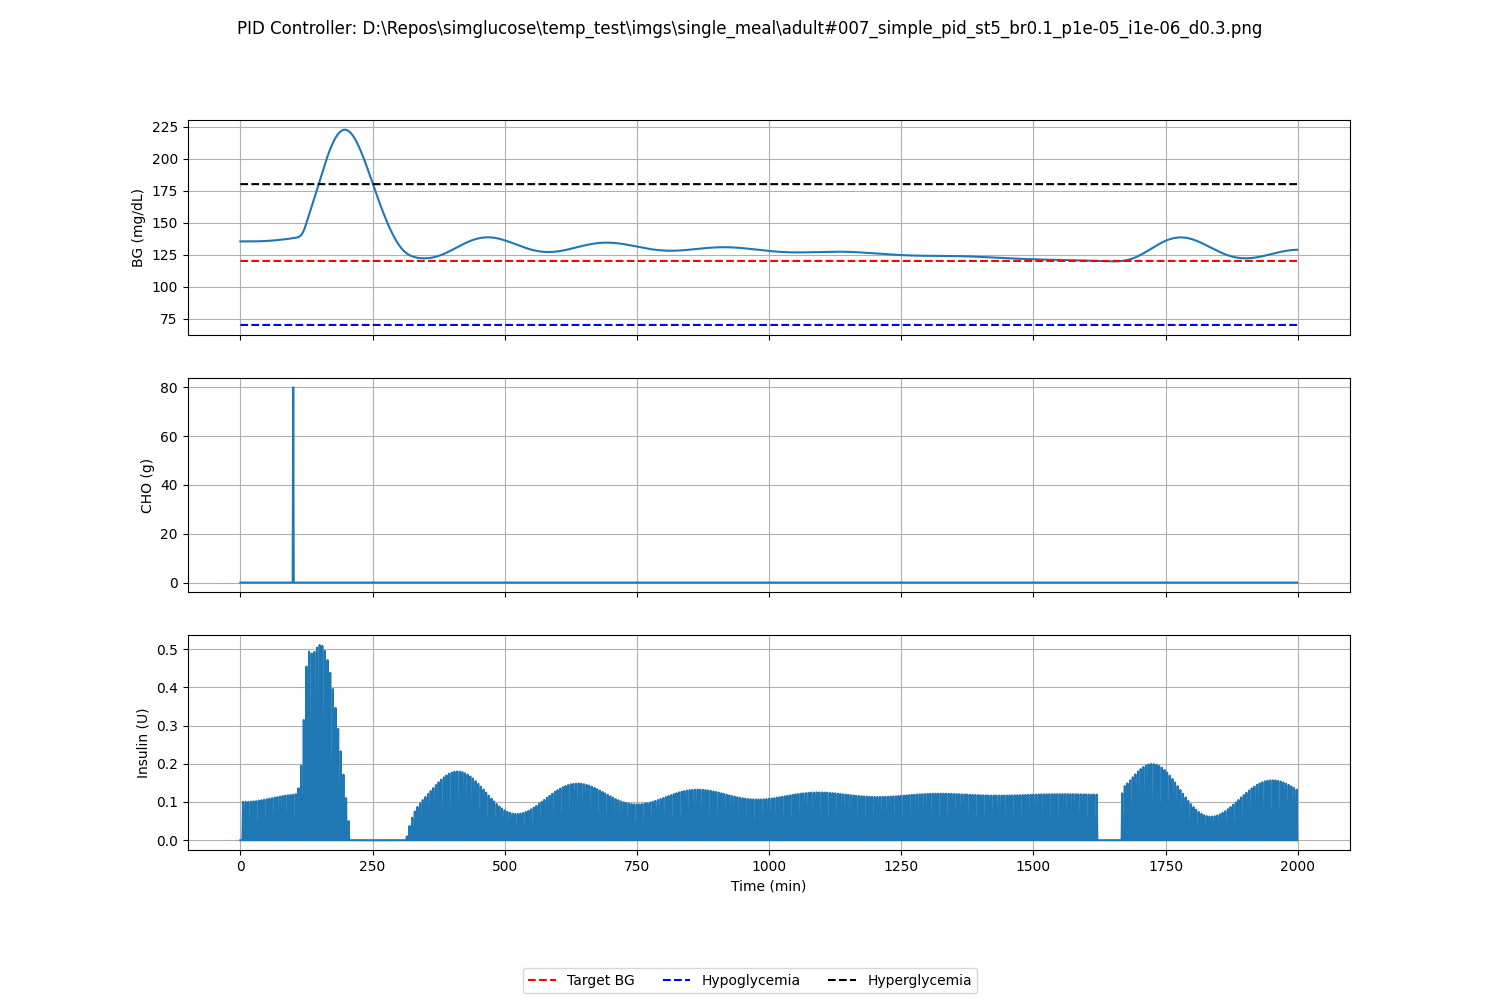 PID Controller: D:\Repos\simglucose\temp_test\imgs\single_meal\adult#007_simple_pid_st5_br0.1_p1e-05_i1e-06_d0.3.png
225
200
175
150
125
100
75
BG (mg/dL)
80
60
40
20
0
CHO (g)
0.5
0.4
0.3
0.2
0.1
0.0
Insulin (U)
0 250 500 750 1000 1250 1500 1750 2000
Time (min)
Target BG Hypoglycemia Hyperglycemia